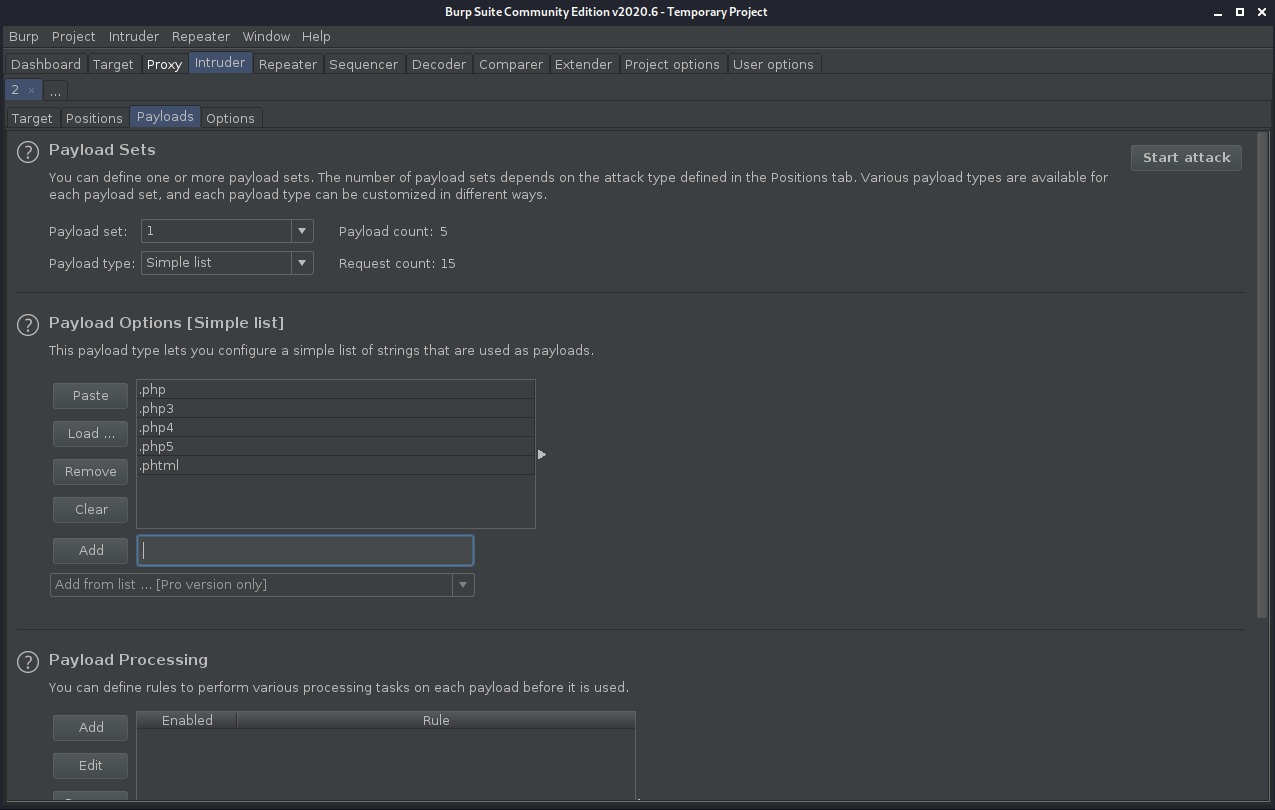 Burp Suite Community Edition v2020.6 - Temporary Project
Burp Project Intruder Repeater Window Help
Dashboard Target Proxy Intruder Repeater Sequencer Decoder Comparer Extender Project options User options
2 × ...
Target Positions Payloads Options
? Payload Sets
Start attack
You can define one or more payload sets. The number of payload sets depends on the attack type defined in the Positions tab. Various payload types are available for
each payload set, and each payload type can be customized in different ways.
Payload set: 1 Payload count: 5
Payload type: Simple list Request count: 15
? Payload Options [Simple list]
This payload type lets you configure a simple list of strings that are used as payloads.
Paste
Load ...
Remove
Clear
.php
.php3
.php4
.php5
.phtml
Add
Add from list ... [Pro version only]
? Payload Processing
You can define rules to perform various processing tasks on each payload before it is used.
Add
Edit
Enabled Rule